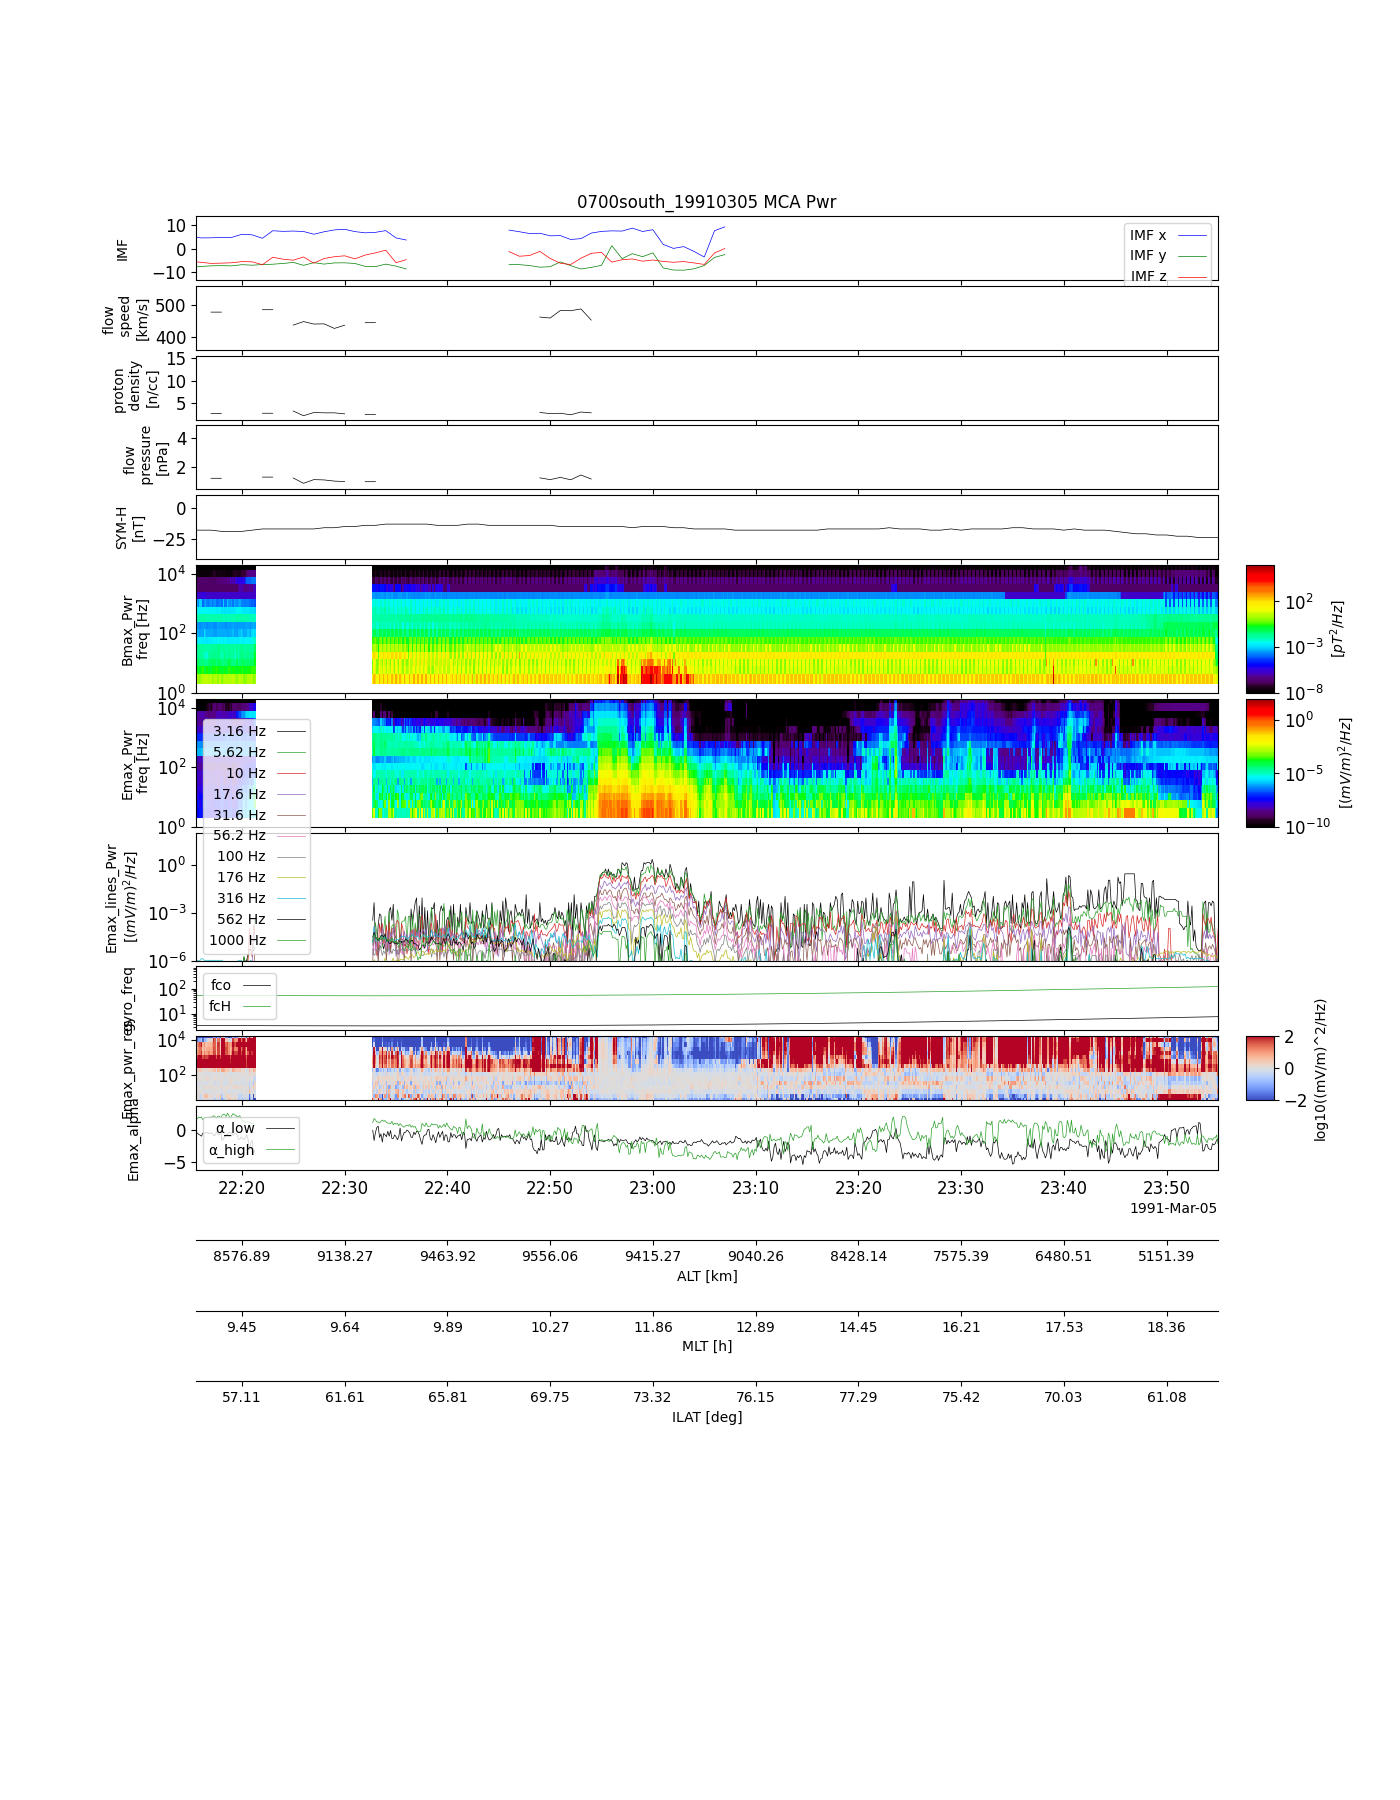 0700south_19910305 MCA Pwr
IMF
10
0
−10
IMF x
IMF y
IMF z
flow
speed
[km/s]
500
400
proton
density
[n/cc]
15
10
5
flow
pressure
[nPa]
4
2
SYM-H
[nT]
0
−25
Bmax_Pwr
freq [Hz]
10^4
10^2
10^0
10^2
10^−3
10^−8
[pT^2/Hz]
Emax_Pwr
freq [Hz]
10^4
10^2
10^0
10^0
10^−5
10^−10
[(mV/m)^2/Hz]
3.16 Hz
5.62 Hz
10 Hz
17.6 Hz
31.6 Hz
56.2 Hz
100 Hz
176 Hz
316 Hz
562 Hz
1000 Hz
Emax_lines_Pwr
[(mV/m)^2/Hz]
10^0
10^−3
10^−6
gyro_freq
10^2
10^1
fco
fcH
Emax_pwr_reg
10^4
10^2
2
0
−2
log10((mV/m)^2/Hz)
Emax_alpha
0
−5
α_low
α_high
22:20 22:30 22:40 22:50 23:00 23:10 23:20 23:30 23:40 23:50
1991-Mar-05
8576.89 9138.27 9463.92 9556.06 9415.27 9040.26 8428.14 7575.39 6480.51 5151.39
ALT [km]
9.45 9.64 9.89 10.27 11.86 12.89 14.45 16.21 17.53 18.36
MLT [h]
57.11 61.61 65.81 69.75 73.32 76.15 77.29 75.42 70.03 61.08
ILAT [deg]